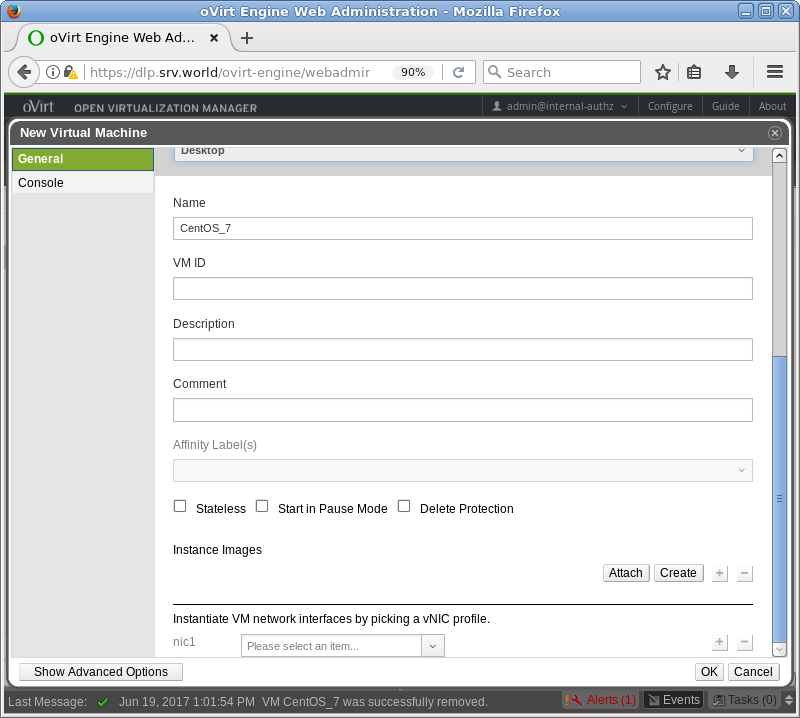 oVirt Engine Web Administration - Mozilla Firefox
oVirt Engine Web Ad...
https://dlp.srv.world/ovirt-engine/webadmir 90% Search
oVirt OPEN VIRTUALIZATION MANAGER admin@internal-authz Configure Guide About
New Virtual Machine
General
Console
Desktop
Name
CentOS_7
VM ID
Description
Comment
Affinity Label(s)
Stateless Start in Pause Mode Delete Protection
Instance Images
Attach Create + −
Instantiate VM network interfaces by picking a vNIC profile.
nic1 Please select an item... + −
Show Advanced Options OK Cancel
Last Message: Jun 19, 2017 1:01:54 PM VM CentOS_7 was successfully removed. Alerts (1) Events Tasks (0)